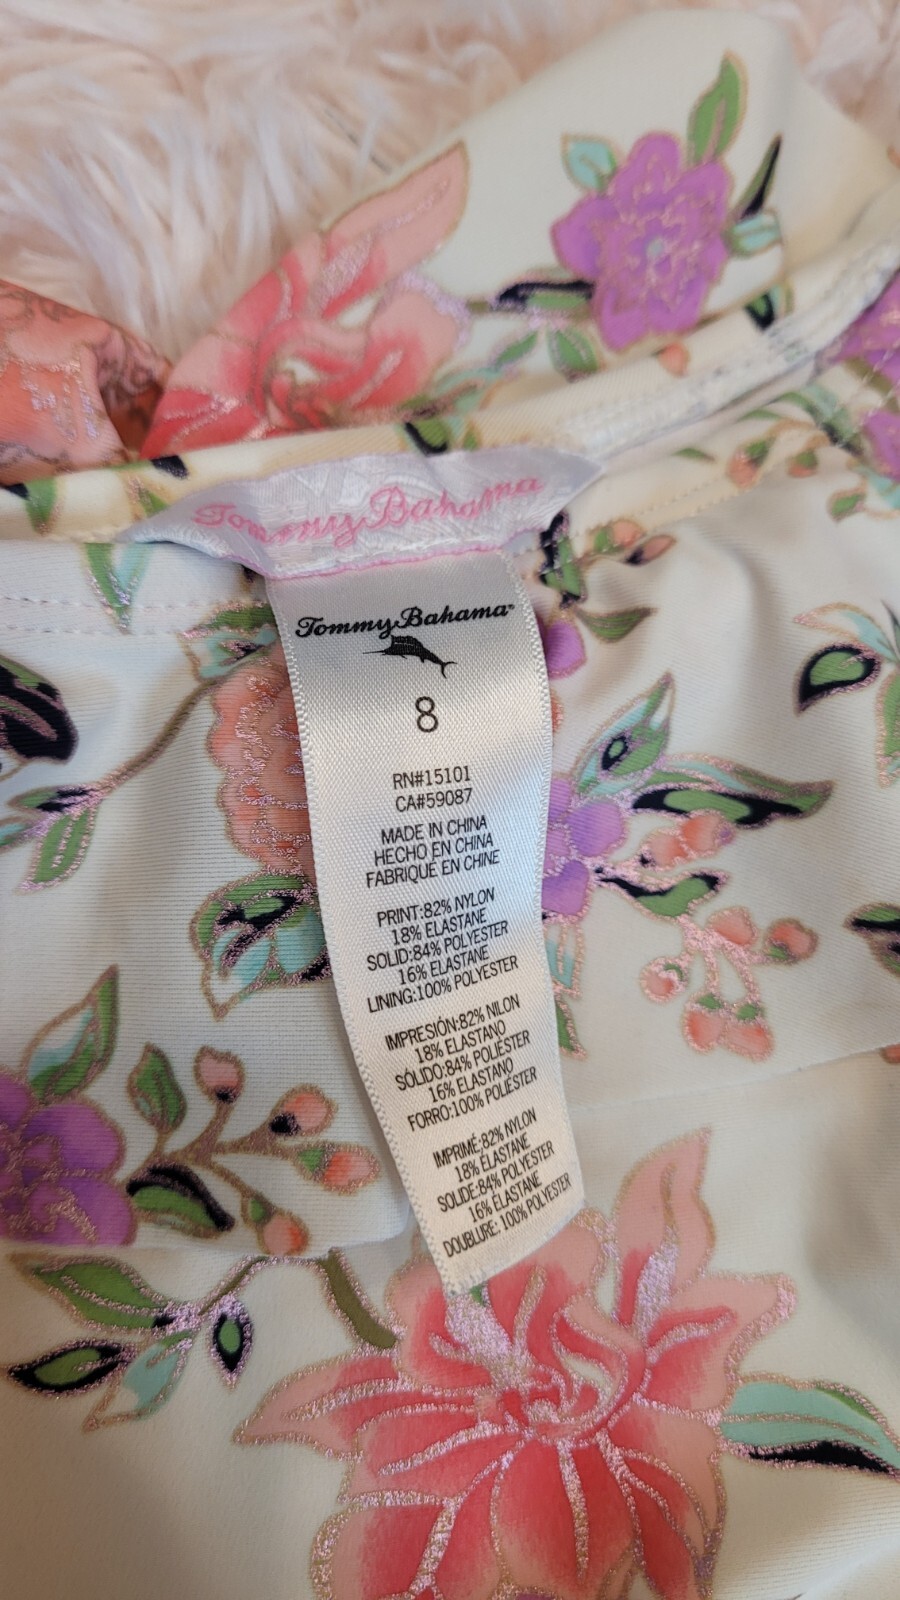 Tommy Bahama
Tommy Bahama
8
RN#15101
CA#59087
MADE IN CHINA
HECHO EN CHINA
FABRIQUE EN CHINE
PRINT:82% NYLON
18% ELASTANE
SOLID:84% POLYESTER
16% ELASTANE
LINING:100% POLYESTER
IMPRESIÓN:82% NILON
18% ELASTANO
SÓLIDO:84% POLIÉSTER
16% ELASTANO
FORRO:100% POLIÉSTER
IMPRIMÉ:82% NYLON
18% ÉLASTANE
SOLIDE:84% POLYESTER
16% ÉLASTANE
DOUBLURE: 100% POLYESTER